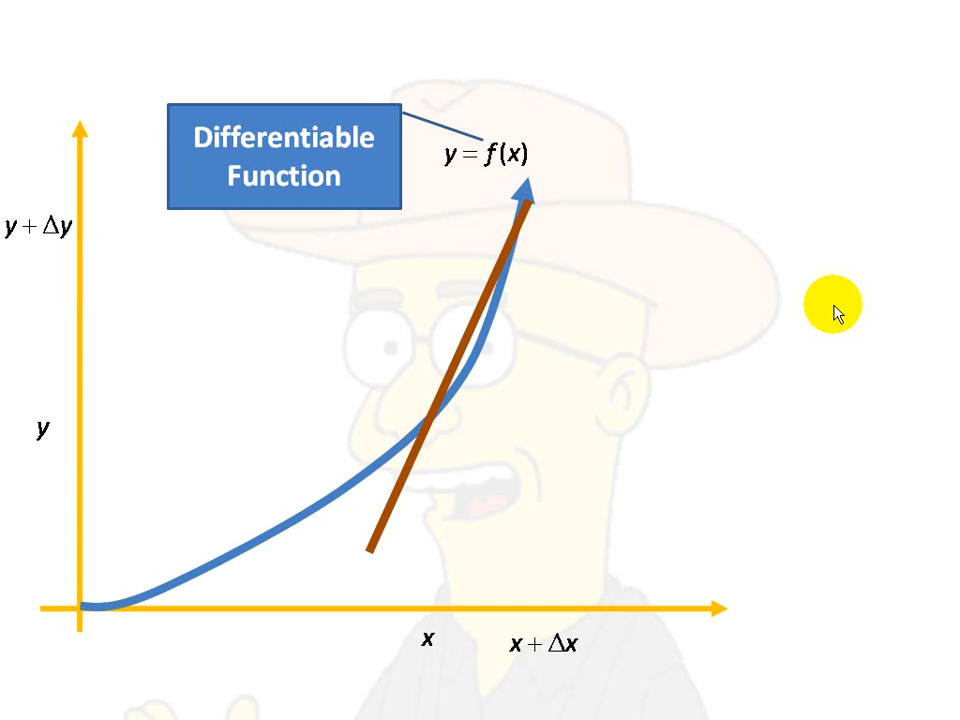 Differentiable
Function
y = f(x)
y + Δy
y
x
x + Δx